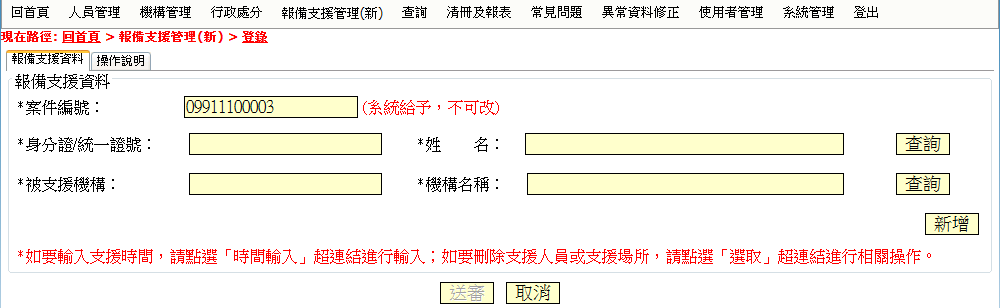 回首頁 人員管理 機構管理 行政處分 報備支援管理(新) 查詢 清冊及報表 常見問題 異常資料修正 使用者管理 系統管理 登出
現在路徑: 回首頁 > 報備支援管理(新) > 登錄
報備支援資料 操作說明
報備支援資料
*案件編號： 09911100003 (系統給予，不可改)
*身分證/統一證號： *姓 名： 查詢
*被支援機構： *機構名稱： 查詢
新增
*如要輸入支援時間，請點選「時間輸入」超連結進行輸入；如要刪除支援人員或支援場所，請點選「選取」超連結進行相關操作。
送審 取消